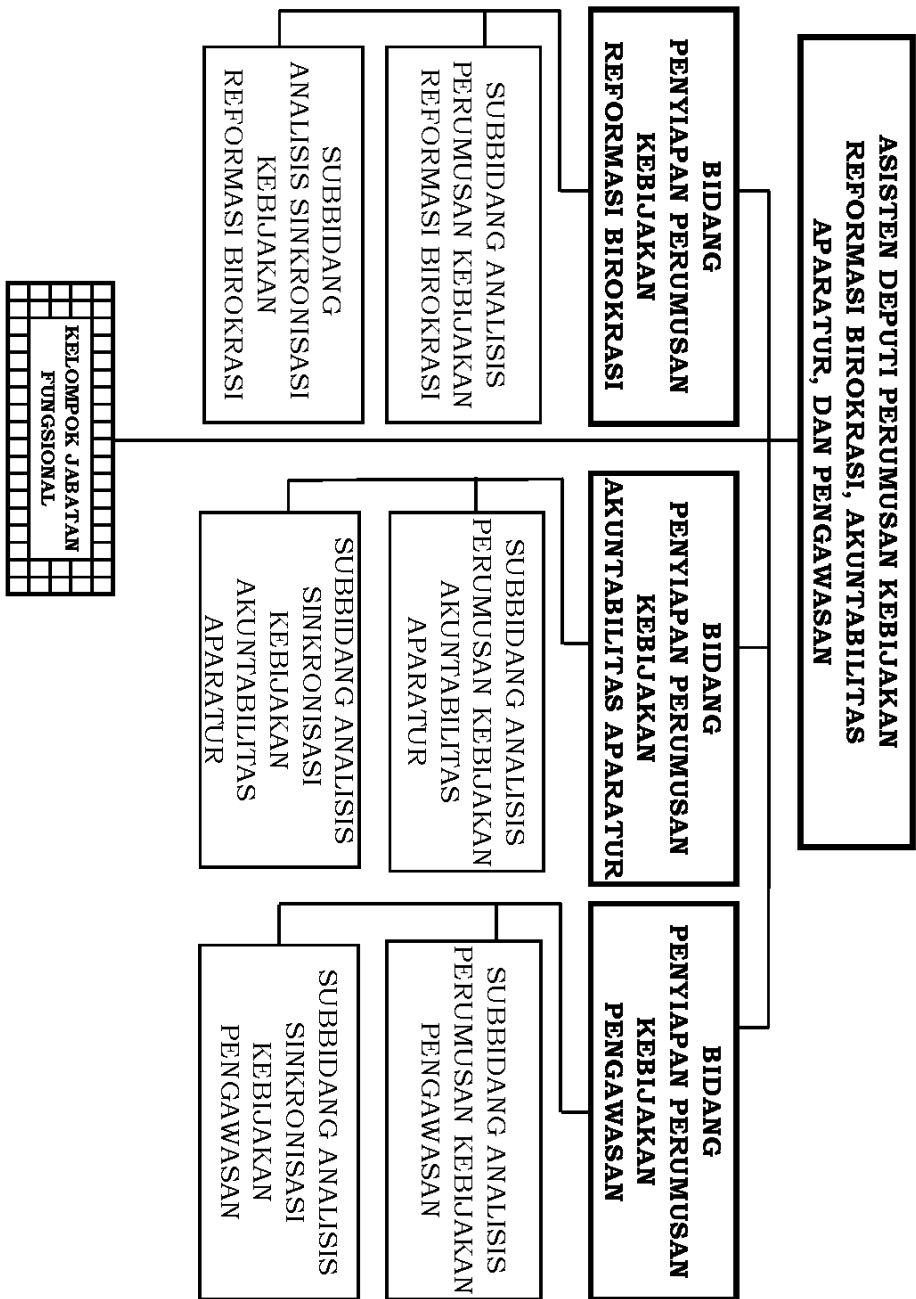 ASISTEN DEPUTI PERUMUSAN KEBIJAKAN
REFORMASI BIROKRASI, AKUNTABILITAS
APARATUR, DAN PENGAWASAN
BIDANG
PENYIAPAN PERUMUSAN
KEBIJAKAN
REFORMASI BIROKRASI
SUBBIDANG ANALISIS
PERUMUSAN KEBIJAKAN
REFORMASI BIROKRASI
SUBBIDANG
ANALISIS SINKRONISASI
KEBIJAKAN
REFORMASI BIROKRASI
BIDANG
PENYIAPAN PERUMUSAN
KEBIJAKAN
AKUNTABILITAS APARATUR
SUBBIDANG ANALISIS
PERUMUSAN KEBIJAKAN
AKUNTABILITAS
APARATUR
SUBBIDANG ANALISIS
SINKRONISASI
KEBIJAKAN
AKUNTABILITAS
APARATUR
BIDANG
PENYIAPAN PERUMUSAN
KEBIJAKAN
PENGAWASAN
SUBBIDANG ANALISIS
PERUMUSAN KEBIJAKAN
PENGAWASAN
SUBBIDANG ANALISIS
SINKRONISASI
KEBIJAKAN
PENGAWASAN
KELOMPOK JABATAN
FUNGSIONAL